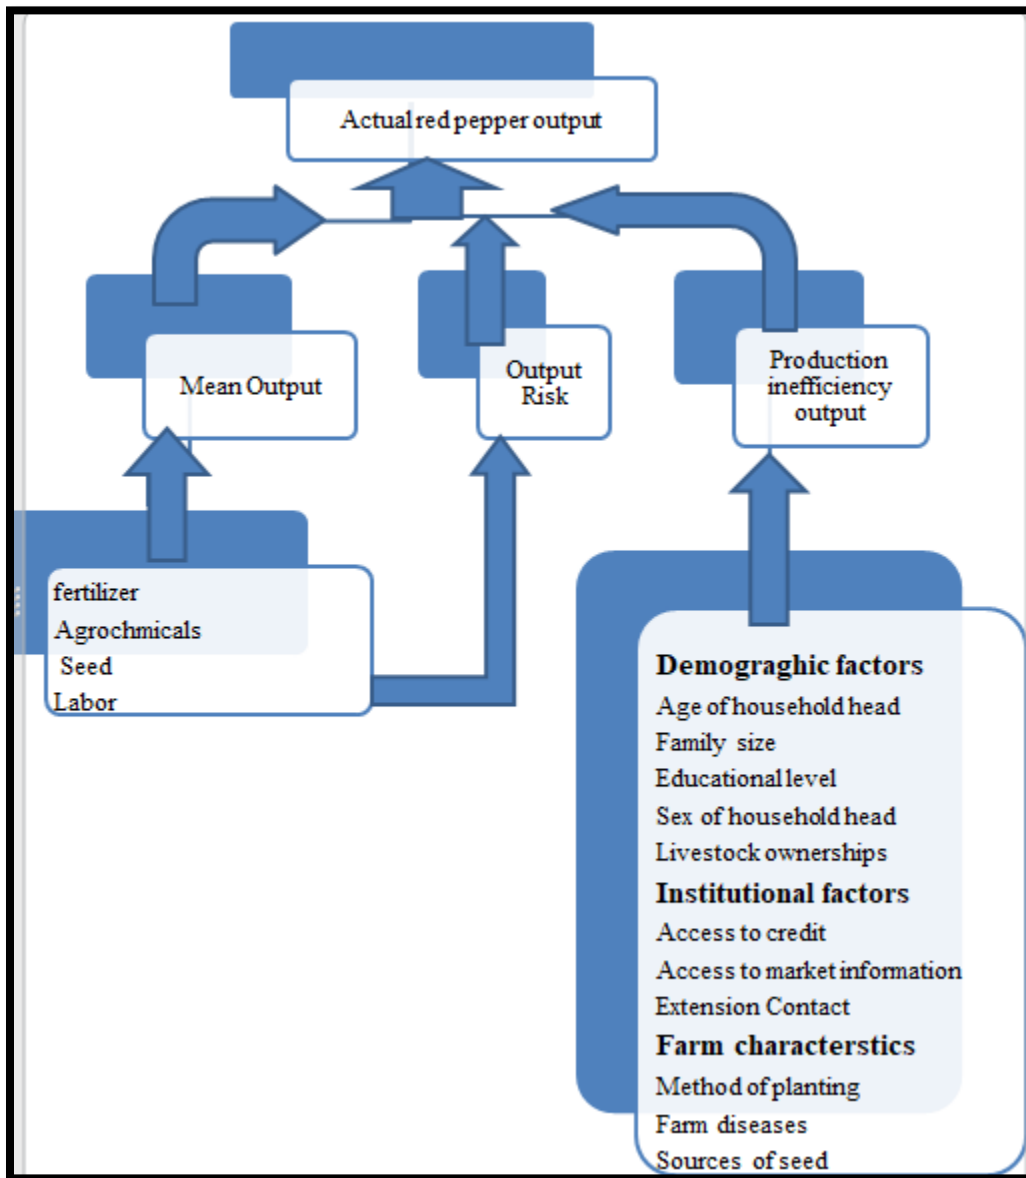 Actual red pepper output
Mean Output
Output
Risk
Production
inefficiency
output
fertilizer
Agrochmicals
Seed
Labor
Demograghic factors
Age of household head
Family size
Educational level
Sex of household head
Livestock ownerships
Institutional factors
Access to credit
Access to market information
Extension Contact
Farm characterstics
Method of planting
Farm diseases
Sources of seed